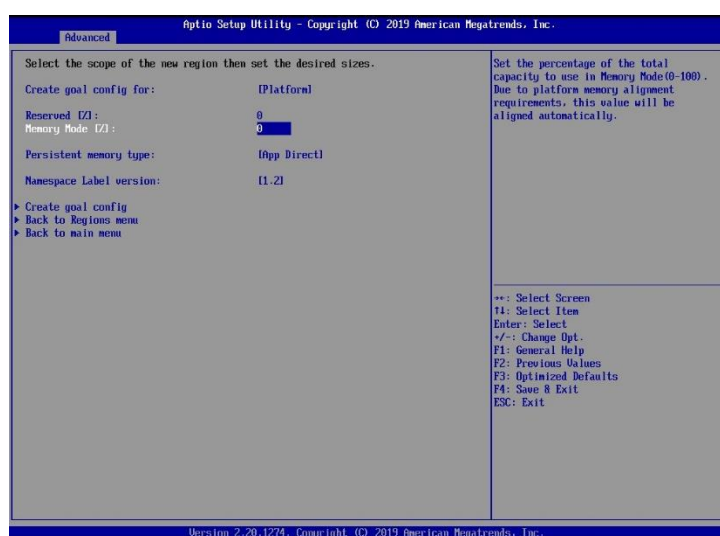 Aptio Setup Utility - Copyright (C) 2019 American Megatrends, Inc.
Advanced
Select the scope of the new region then set the desired sizes.
Create goal config for: [Platform]
Reserved [%]: 0
Memory Mode [%]: 0
Persistent memory type: [App Direct]
Namespace Label version: [1.2]
Create goal config
Back to Regions menu
Back to main menu
Set the percentage of the total
capacity to use in Memory Mode(0-100).
Due to platform memory alignment
requirements, this value will be
aligned automatically.
→←: Select Screen
↑↓: Select Item
Enter: Select
+/-: Change Opt.
F1: General Help
F2: Previous Values
F3: Optimized Defaults
F4: Save & Exit
ESC: Exit
Version 2.20.1274. Copyright (C) 2019 American Megatrends, Inc.